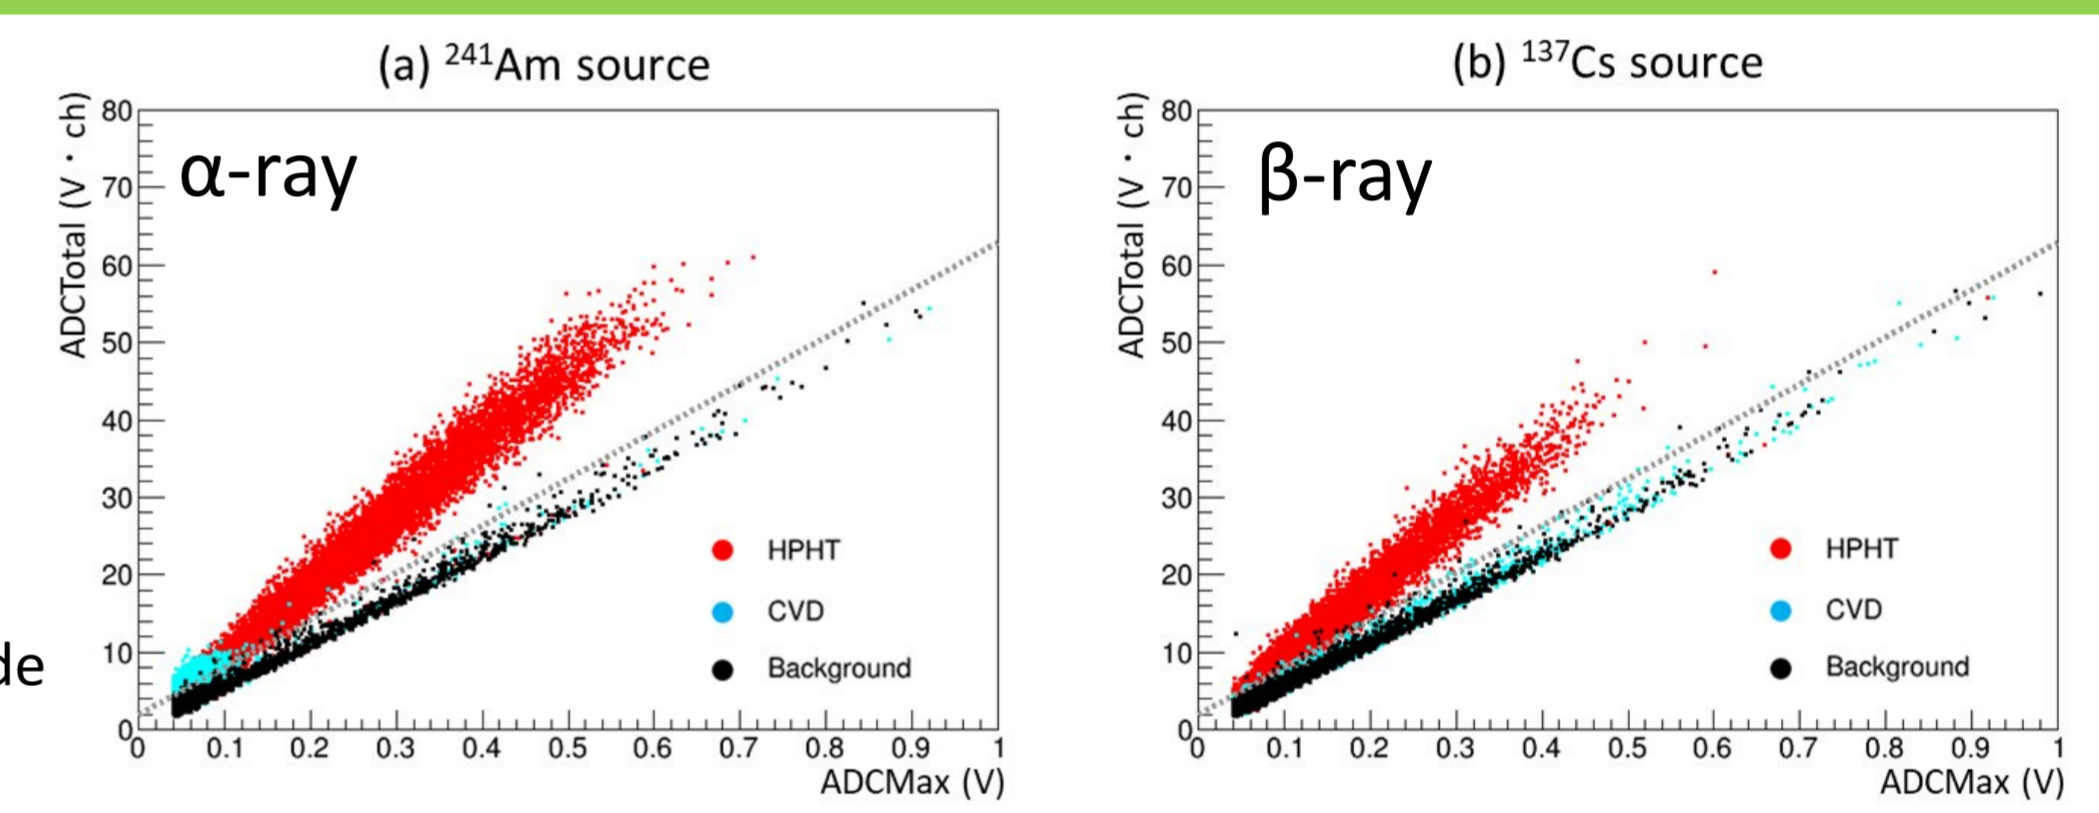 (a) ²⁴¹Am source
ADCTotal (V・ch)
α-ray
80
70
60
50
40
30
20
10
0
0 0.1 0.2 0.3 0.4 0.5 0.6 0.7 0.8 0.9 1
ADCMax (V)
HPHT
CVD
Background
de
(b) ¹³⁷Cs source
ADCTotal (V・ch)
β-ray
80
70
60
50
40
30
20
10
0
0 0.1 0.2 0.3 0.4 0.5 0.6 0.7 0.8 0.9 1
ADCMax (V)
HPHT
CVD
Background